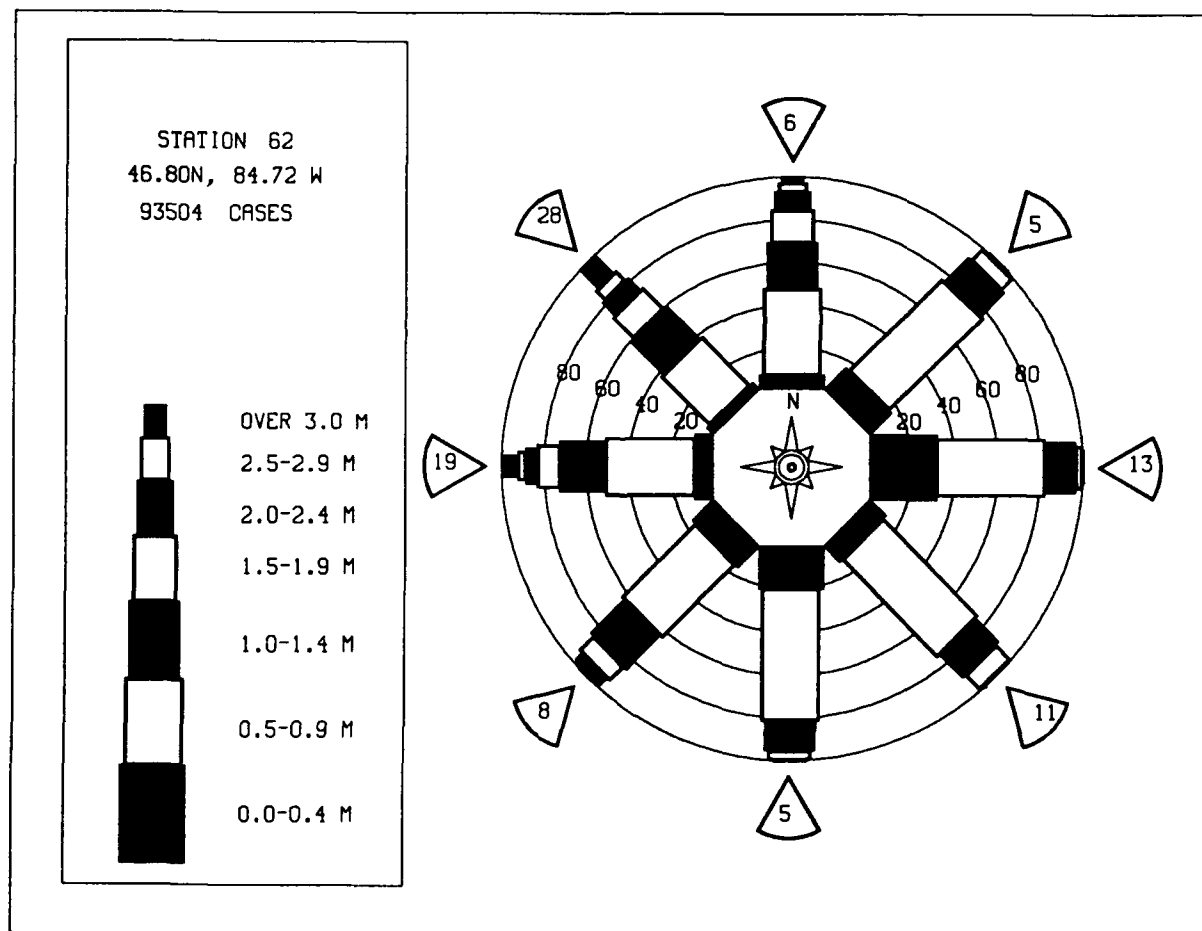 STATION 62
46.80N, 84.72 W
93504 CASES
OVER 3.0 M
2.5-2.9 M
2.0-2.4 M
1.5-1.9 M
1.0-1.4 M
0.5-0.9 M
0.0-0.4 M
6
28
5
80
60
40
20
N
20
40
60
80
19
13
8
11
5